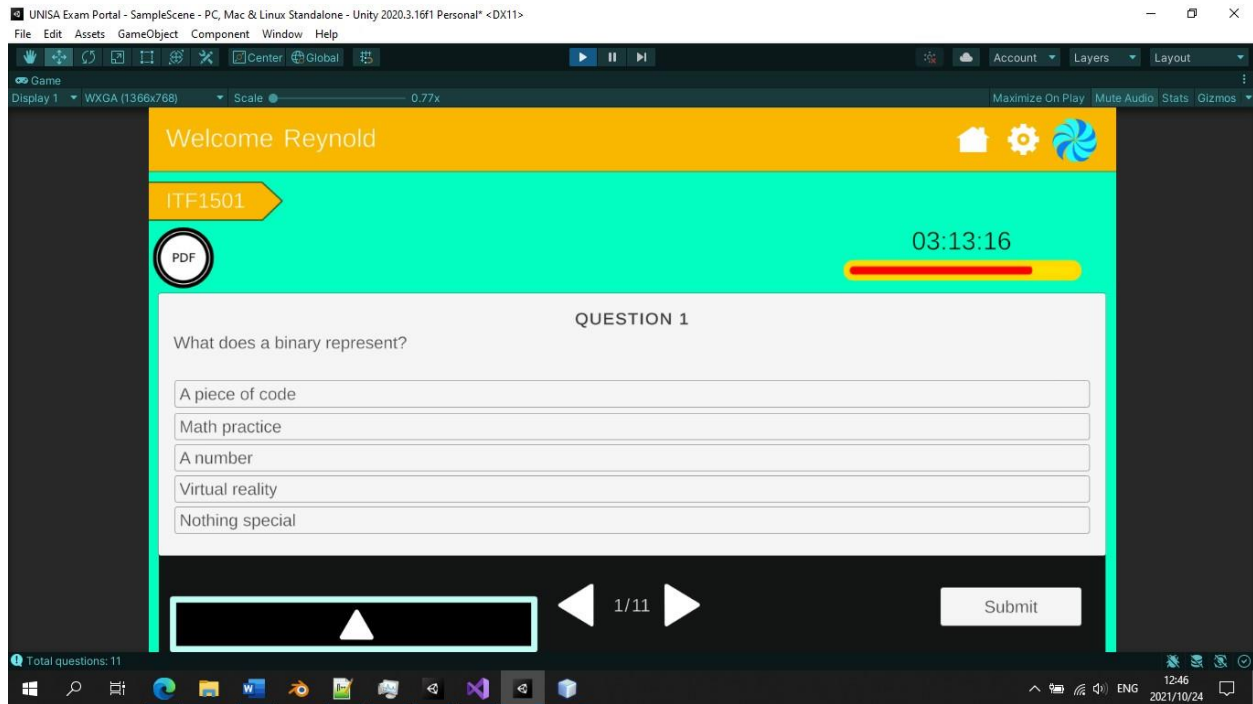 UNISA Exam Portal - SampleScene - PC, Mac & Linux Standalone - Unity 2020.3.16f1 Personal* <DX11>
File Edit Assets GameObject Component Window Help
Center Global Account Layers Layout
Game
Display 1 WXGA (1366x768) Scale 0.77x Maximize On Play Mute Audio Stats Gizmos
Welcome Reynold
ITF1501
PDF
03:13:16
QUESTION 1
What does a binary represent?
A piece of code
Math practice
A number
Virtual reality
Nothing special
1/11
Submit
Total questions: 11
ENG
12:46
2021/10/24